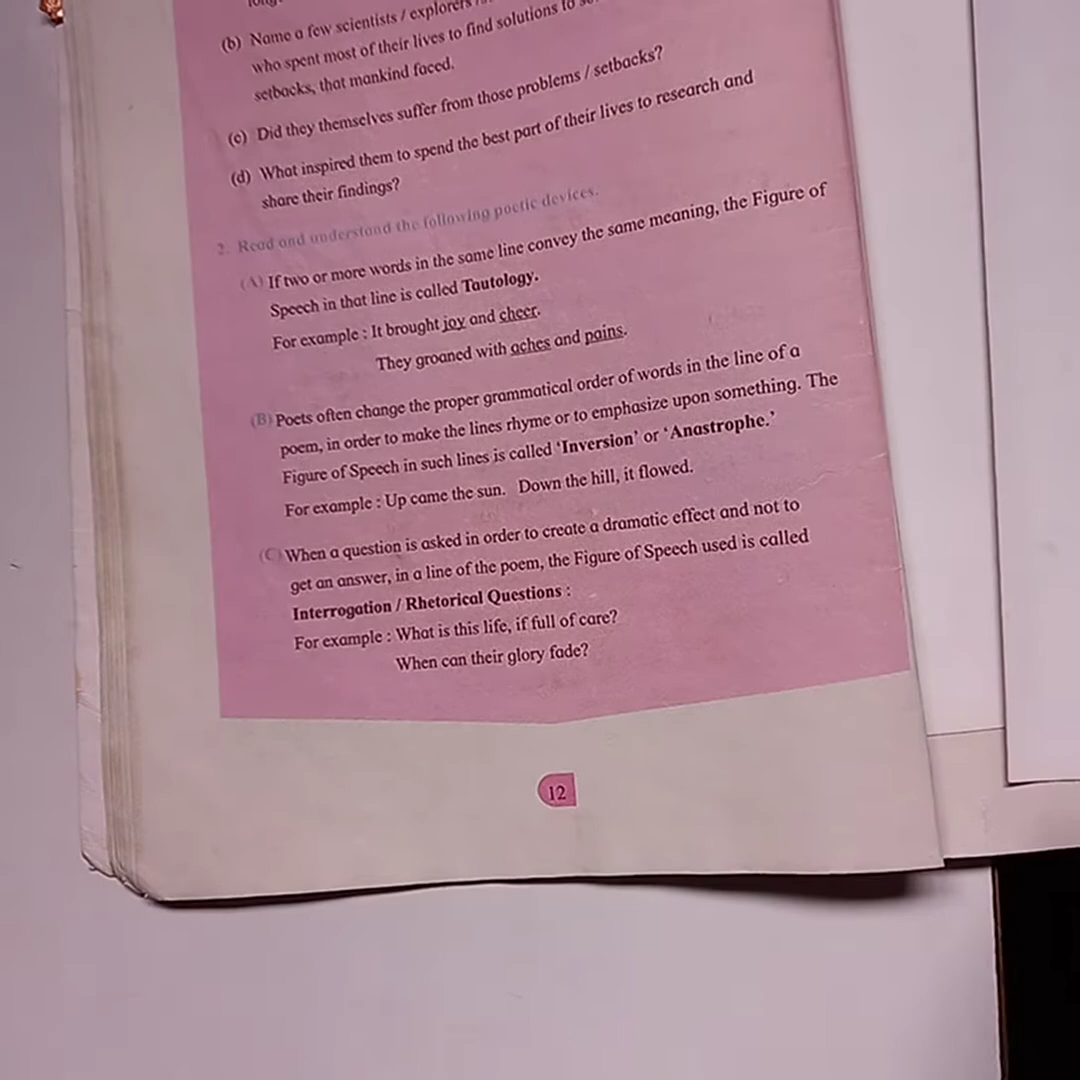 long.
(b) Name a few scientists / explorers
who spent most of their lives to find solutions to
setbacks, that mankind faced.
(c) Did they themselves suffer from those problems / setbacks?
(d) What inspired them to spend the best part of their lives to research and
share their findings?
2. Read and understand the following poetic devices.
(A) If two or more words in the same line convey the same meaning, the Figure of
Speech in that line is called Tautology.
For example : It brought joy and cheer.
They groaned with aches and pains.
(B) Poets often change the proper grammatical order of words in the line of a
poem, in order to make the lines rhyme or to emphasize upon something. The
Figure of Speech in such lines is called ‘Inversion’ or ‘Anastrophe.’
For example : Up came the sun. Down the hill, it flowed.
(C) When a question is asked in order to create a dramatic effect and not to
get an answer, in a line of the poem, the Figure of Speech used is called
Interrogation / Rhetorical Questions :
For example : What is this life, if full of care?
When can their glory fade?
12